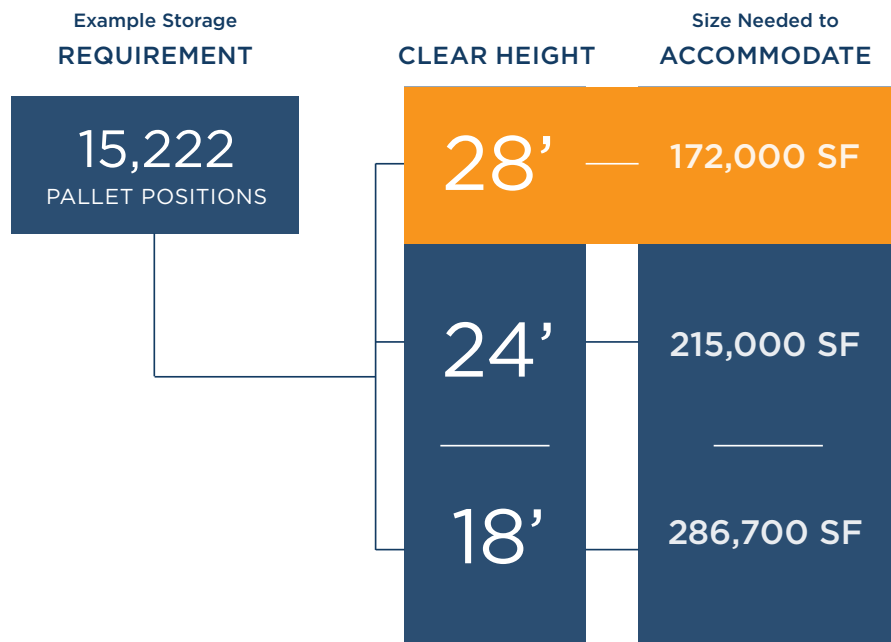 Example Storage
REQUIREMENT
15,222
PALLET POSITIONS
CLEAR HEIGHT
Size Needed to
ACCOMMODATE
28’
172,000 SF
24’
215,000 SF
18’
286,700 SF